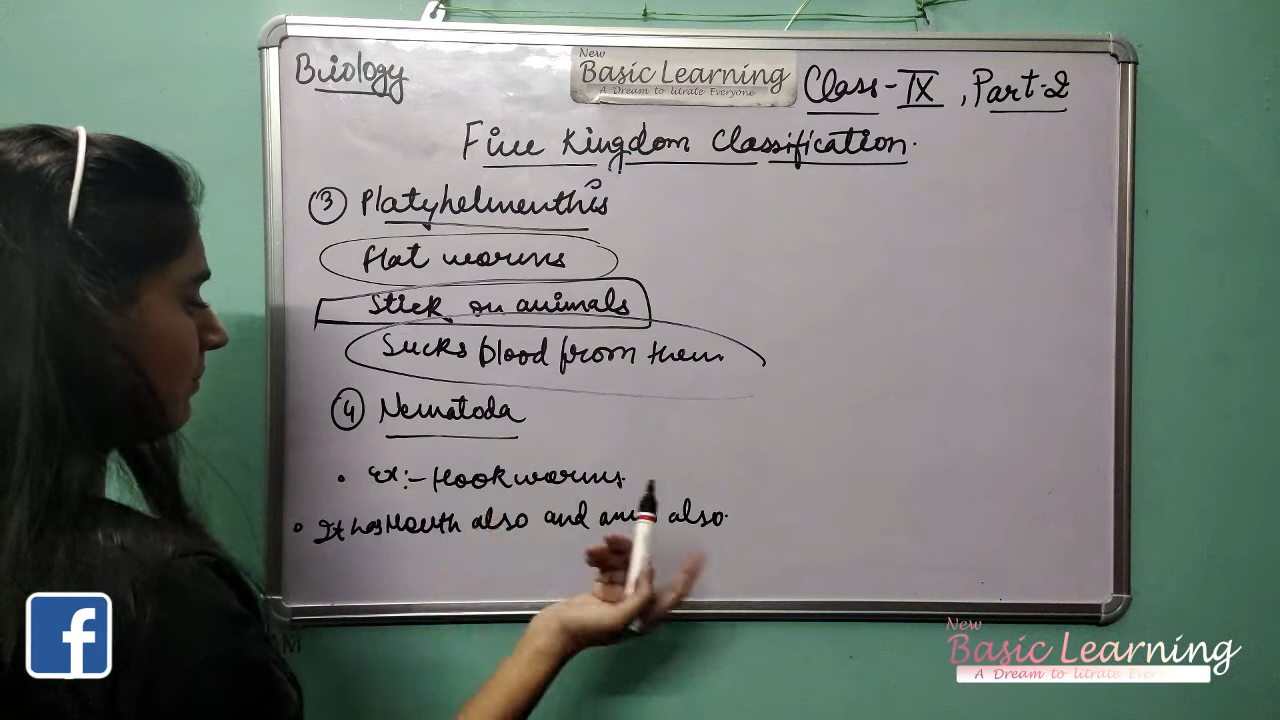 Biology
New
Basic Learning
A Dream to litrate Everyone
Class-IX, Part-2
Five Kingdom Classification.
3 Platyhelmenthis
flat worms
Stick on animals
Sucks blood from them
4 Nematoda
• Ex:- Hookworms.
• It has Mouth also and also.
f
New
Basic Learning
A Dream to litrate